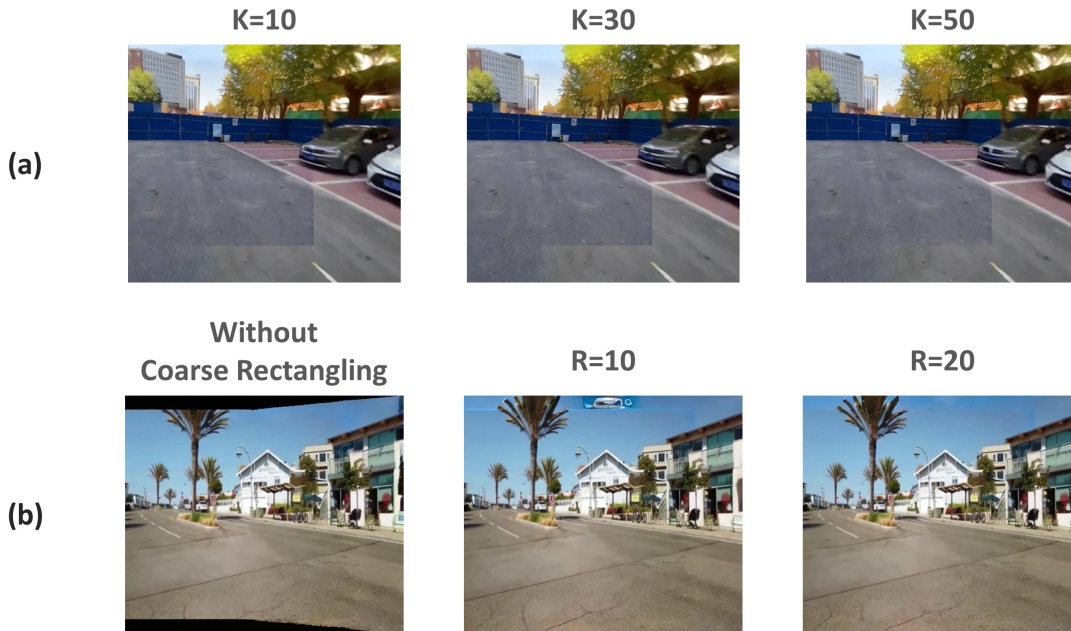 K=10
K=30
K=50
(a)
Without
Coarse Rectangling
R=10
R=20
(b)